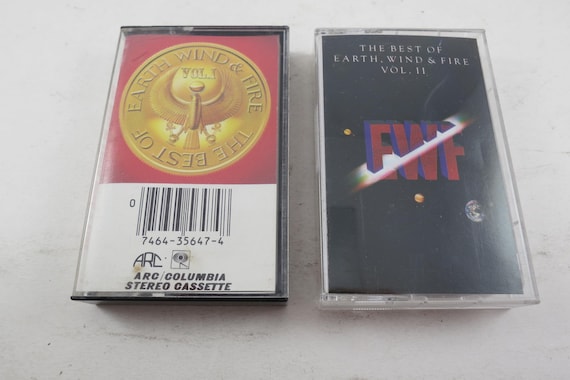 THE BEST OF EARTH WIND & FIRE
VOL. I
0
7464-35647-4
ARC
ARC/COLUMBIA
STEREO CASSETTE
THE BEST OF
EARTH, WIND & FIRE
VOL. II
EWF